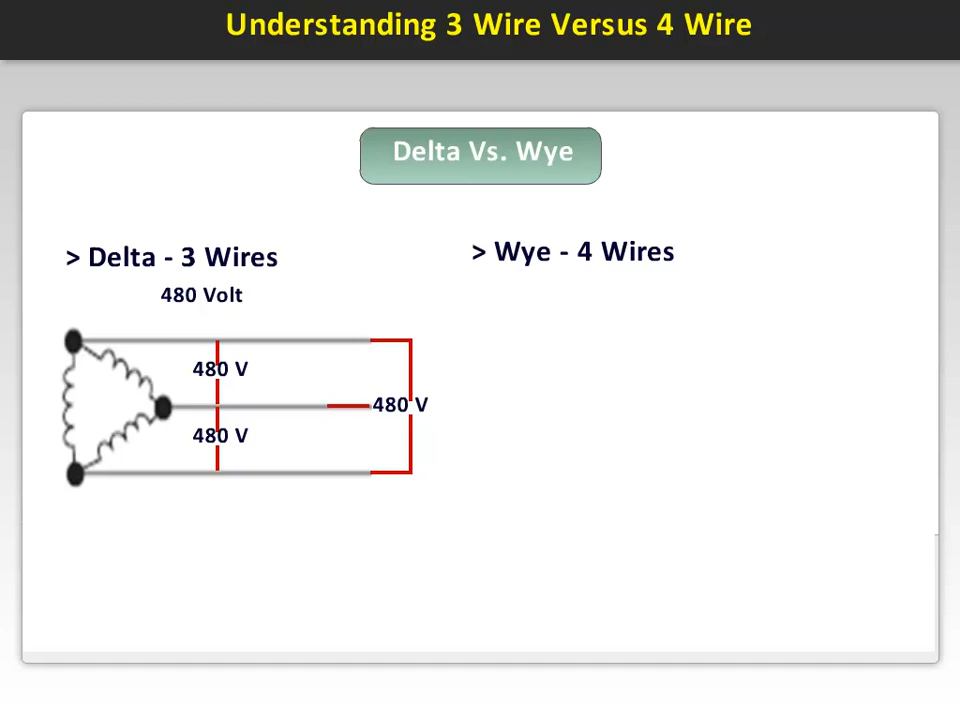 Understanding 3 Wire Versus 4 Wire
Delta Vs. Wye
> Delta - 3 Wires
480 Volt
480 V
480 V
480 V
> Wye - 4 Wires